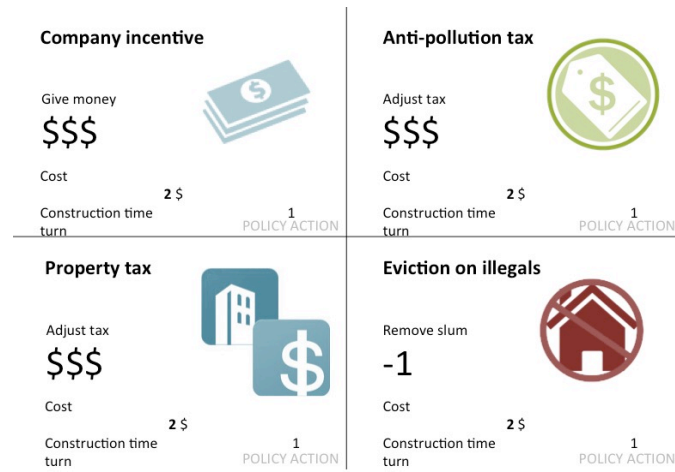 Company incentive
Give money
$$$
Cost
2 $
Construction time 1
turn
POLICY ACTION
Anti-pollution tax
$
Adjust tax
$$$
Cost
2 $
Construction time 1
turn
POLICY ACTION
Property tax
Adjust tax
$
$$$
Cost
2 $
Construction time 1
turn
POLICY ACTION
Eviction on illegals
Remove slum
-1
Cost
2 $
Construction time 1
turn
POLICY ACTION